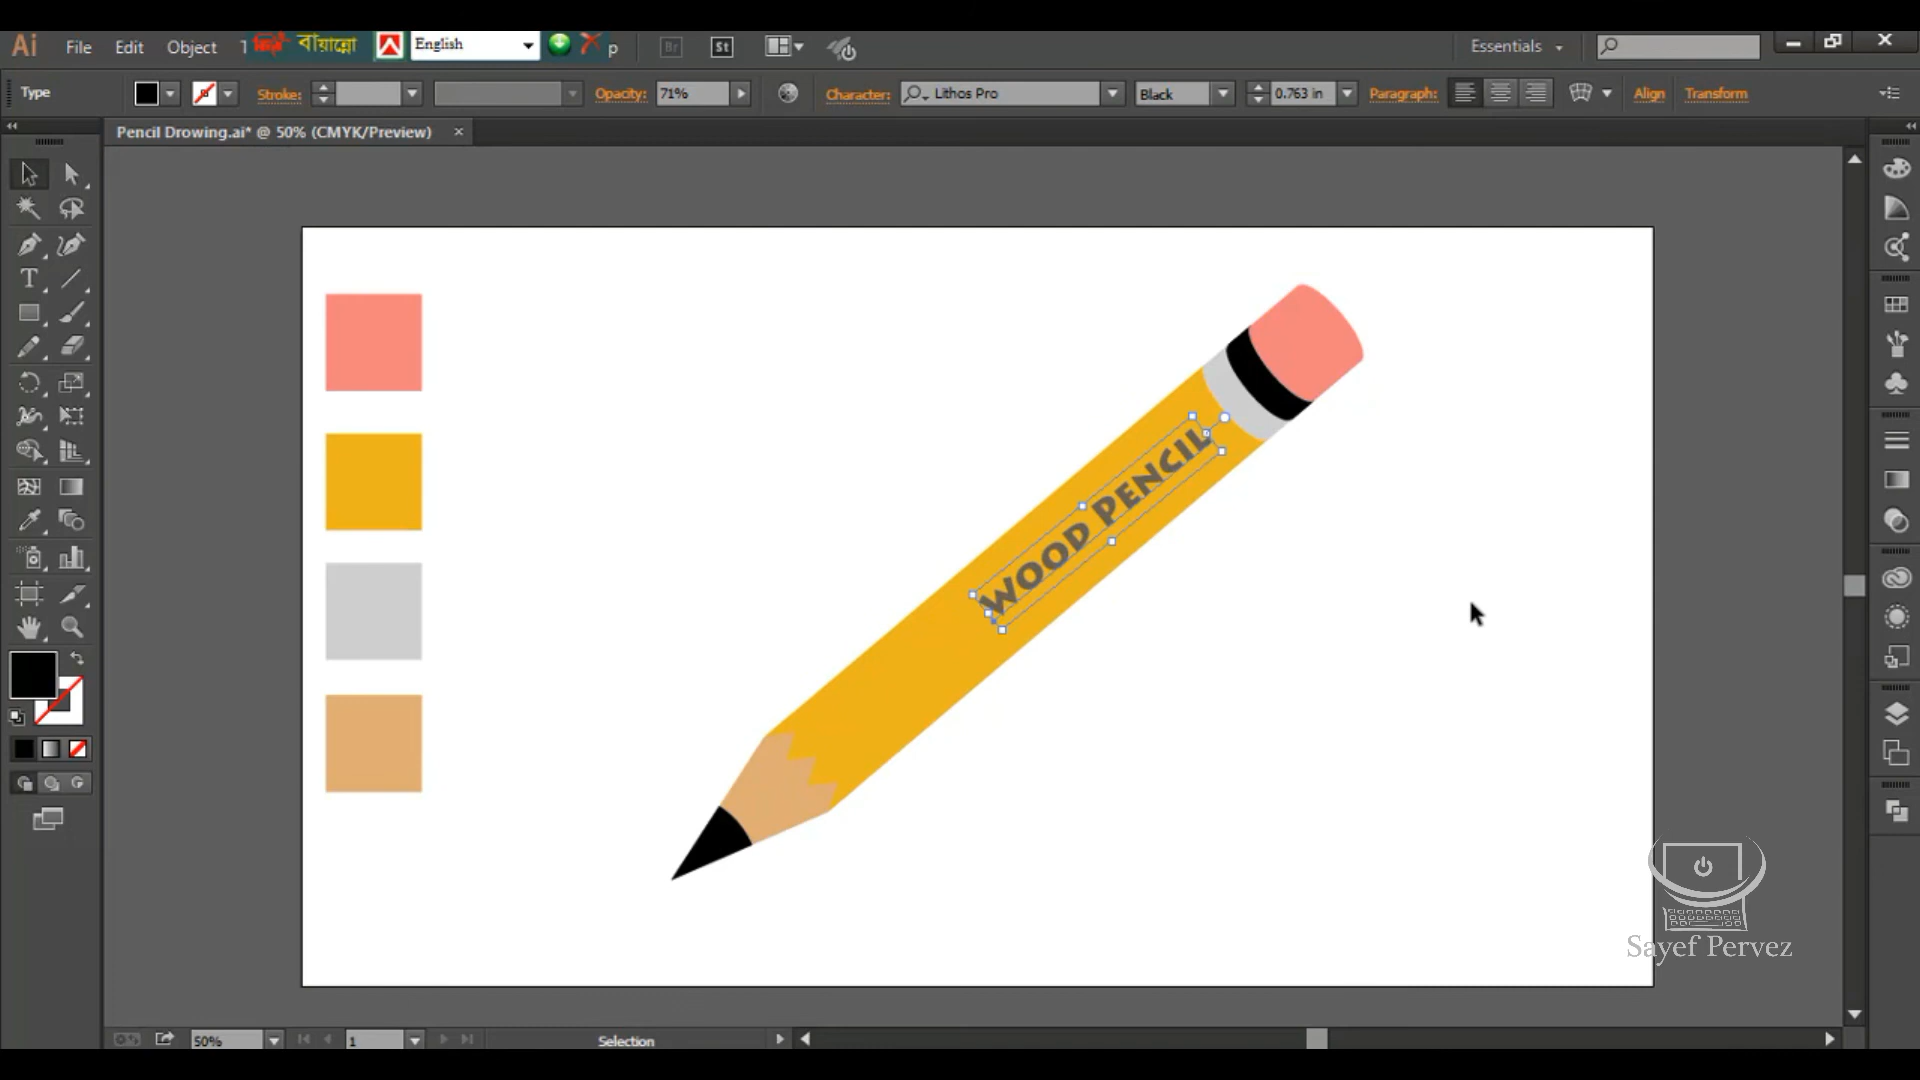 Ai File Edit Object T বায়ান্নো English p Br St Essentials
Type Stroke: Opacity: 71% Character: Lithos Pro Black 0.763 in Paragraph: Align Transform
Pencil Drowing.ai* @ 50% (CMYK/Preview) ×
WOOD PENCIL
Sayef Pervez
50% 1 Selection